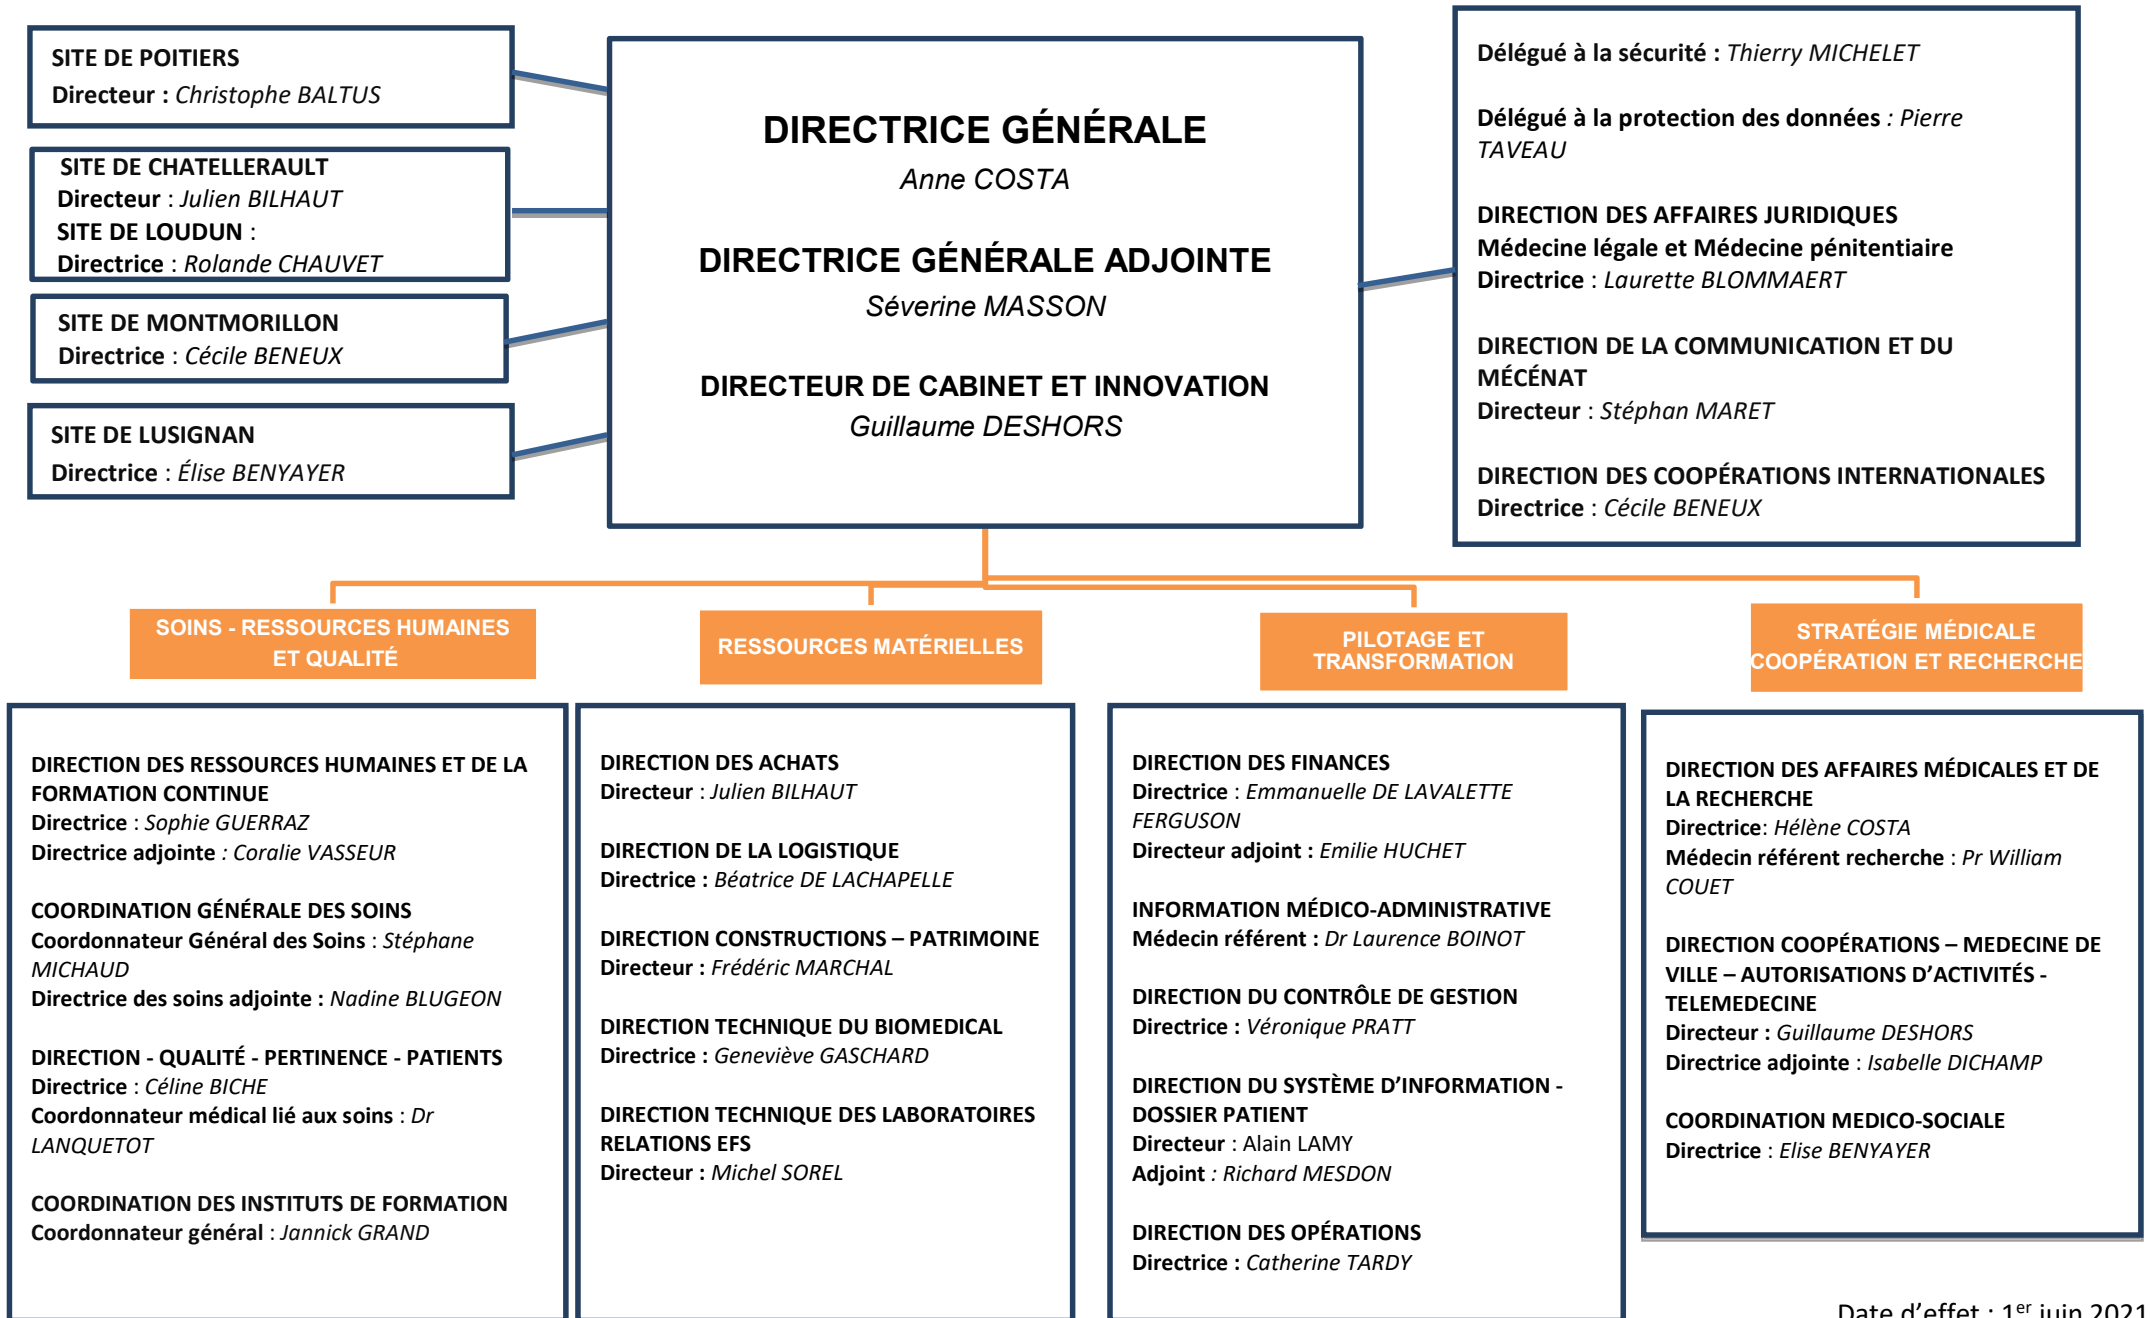 SITE DE POITIERS
Directeur : Christophe BALTUS
SITE DE CHATELLERAULT
Directeur : Julien BILHAUT
SITE DE LOUDUN :
Directrice : Rolande CHAUVET
SITE DE MONTMORILLON
Directrice : Cécile BENEUX
SITE DE LUSIGNAN
Directrice : Élise BENYAYER
DIRECTRICE GÉNÉRALE
Anne COSTA
DIRECTRICE GÉNÉRALE ADJOINTE
Séverine MASSON
DIRECTEUR DE CABINET ET INNOVATION
Guillaume DESHORS
Délégué à la sécurité : Thierry MICHELET
Délégué à la protection des données : Pierre
TAVEAU
DIRECTION DES AFFAIRES JURIDIQUES
Médecine légale et Médecine pénitentiaire
Directrice : Laurette BLOMMAERT
DIRECTION DE LA COMMUNICATION ET DU
MÉCÉNAT
Directeur : Stéphan MARET
DIRECTION DES COOPÉRATIONS INTERNATIONALES
Directrice : Cécile BENEUX
SOINS - RESSOURCES HUMAINES
ET QUALITÉ
DIRECTION DES RESSOURCES HUMAINES ET DE LA
FORMATION CONTINUE
Directrice : Sophie GUERRAZ
Directrice adjointe : Coralie VASSEUR
COORDINATION GÉNÉRALE DES SOINS
Coordonnateur Général des Soins : Stéphane
MICHAUD
Directrice des soins adjointe : Nadine BLUGEON
DIRECTION - QUALITÉ - PERTINENCE - PATIENTS
Directrice : Céline BICHE
Coordonnateur médical lié aux soins : Dr
LANQUETOT
COORDINATION DES INSTITUTS DE FORMATION
Coordonnateur général : Jannick GRAND
RESSOURCES MATÉRIELLES
DIRECTION DES ACHATS
Directeur : Julien BILHAUT
DIRECTION DE LA LOGISTIQUE
Directrice : Béatrice DE LACHAPELLE
DIRECTION CONSTRUCTIONS – PATRIMOINE
Directeur : Frédéric MARCHAL
DIRECTION TECHNIQUE DU BIOMEDICAL
Directrice : Geneviève GASCHARD
DIRECTION TECHNIQUE DES LABORATOIRES
RELATIONS EFS
Directeur : Michel SOREL
PILOTAGE ET
TRANSFORMATION
DIRECTION DES FINANCES
Directrice : Emmanuelle DE LAVALETTE
FERGUSON
Directeur adjoint : Emilie HUCHET
INFORMATION MÉDICO-ADMINISTRATIVE
Médecin référent : Dr Laurence BOINOT
DIRECTION DU CONTRÔLE DE GESTION
Directrice : Véronique PRATT
DIRECTION DU SYSTÈME D’INFORMATION -
DOSSIER PATIENT
Directeur : Alain LAMY
Adjoint : Richard MESDON
DIRECTION DES OPÉRATIONS
Directrice : Catherine TARDY
STRATÉGIE MÉDICALE
COOPÉRATION ET RECHERCHE
DIRECTION DES AFFAIRES MÉDICALES ET DE
LA RECHERCHE
Directrice: Hélène COSTA
Médecin référent recherche : Pr William
COUET
DIRECTION COOPÉRATIONS – MEDECINE DE
VILLE – AUTORISATIONS D’ACTIVITÉS -
TELEMEDECINE
Directeur : Guillaume DESHORS
Directrice adjointe : Isabelle DICHAMP
COORDINATION MEDICO-SOCIALE
Directrice : Elise BENYAYER
Date d’effet : 1er juin 2021